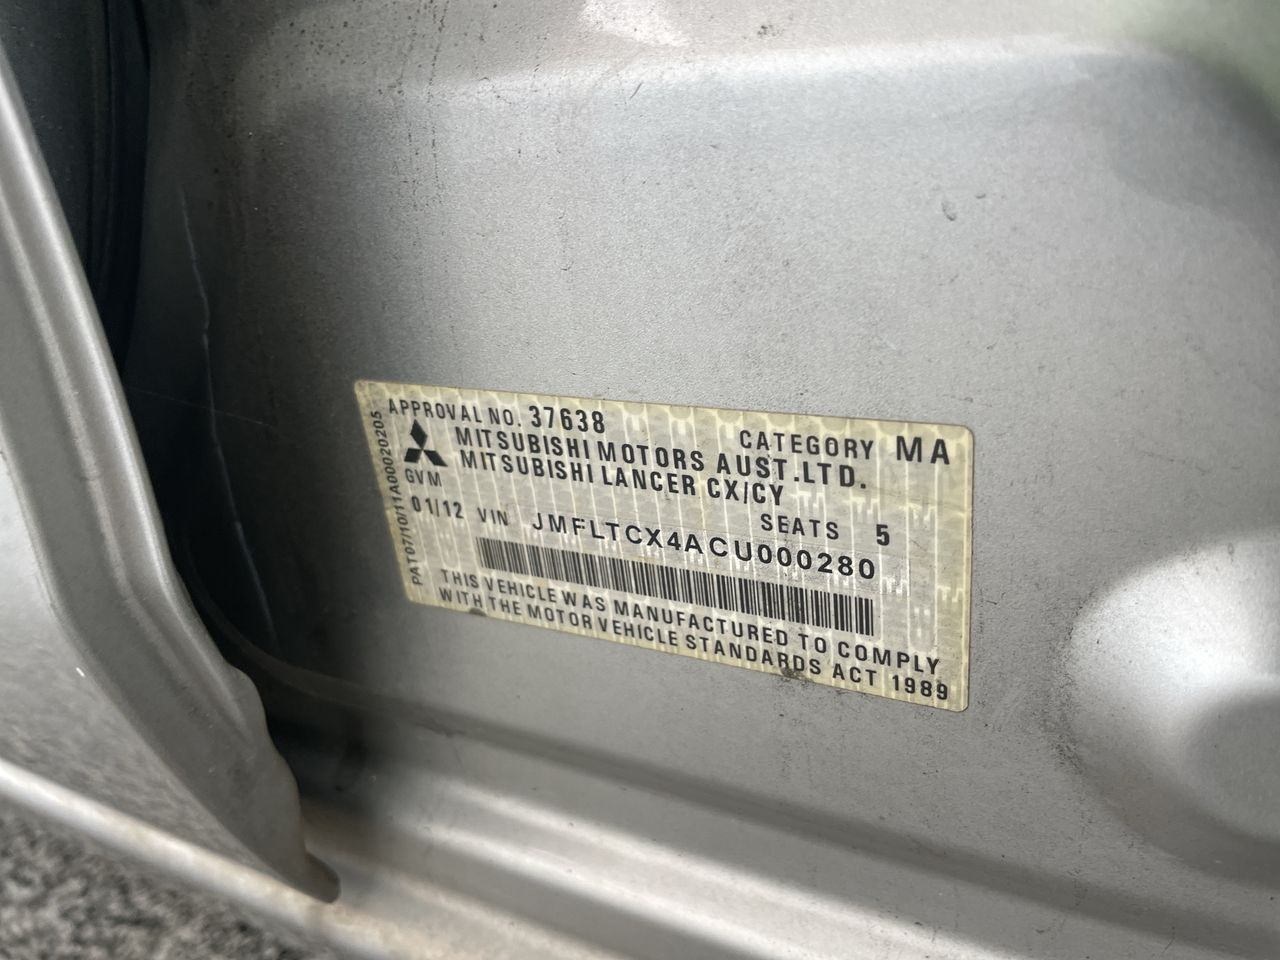 APPROVAL NO. 37638 CATEGORY MA
MITSUBISHI MOTORS AUST.LTD.
MITSUBISHI LANCER CX/CY
GVM SEATS 5
01/12 VIN JMFLTCX4ACU000280
THIS VEHICLE WAS MANUFACTURED TO COMPLY
WITH THE MOTOR VEHICLE STANDARDS ACT 1989
PAT07/10/11A00020205